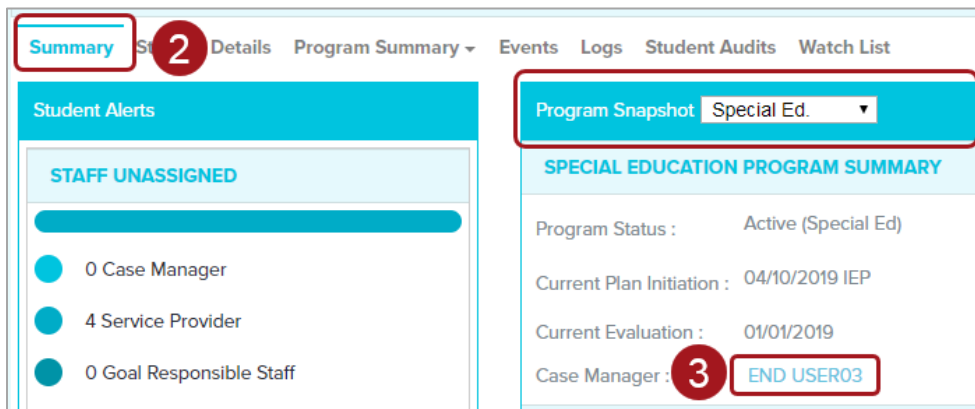 Summary St 2 Details Program Summary Events Logs Student Audits Watch List
Student Alerts
STAFF UNASSIGNED
0 Case Manager
4 Service Provider
0 Goal Responsible Staff
Program Snapshot Special Ed.
SPECIAL EDUCATION PROGRAM SUMMARY
Program Status : Active (Special Ed)
Current Plan Initiation : 04/10/2019 IEP
Current Evaluation : 01/01/2019
Case Manager : 3 END USER03